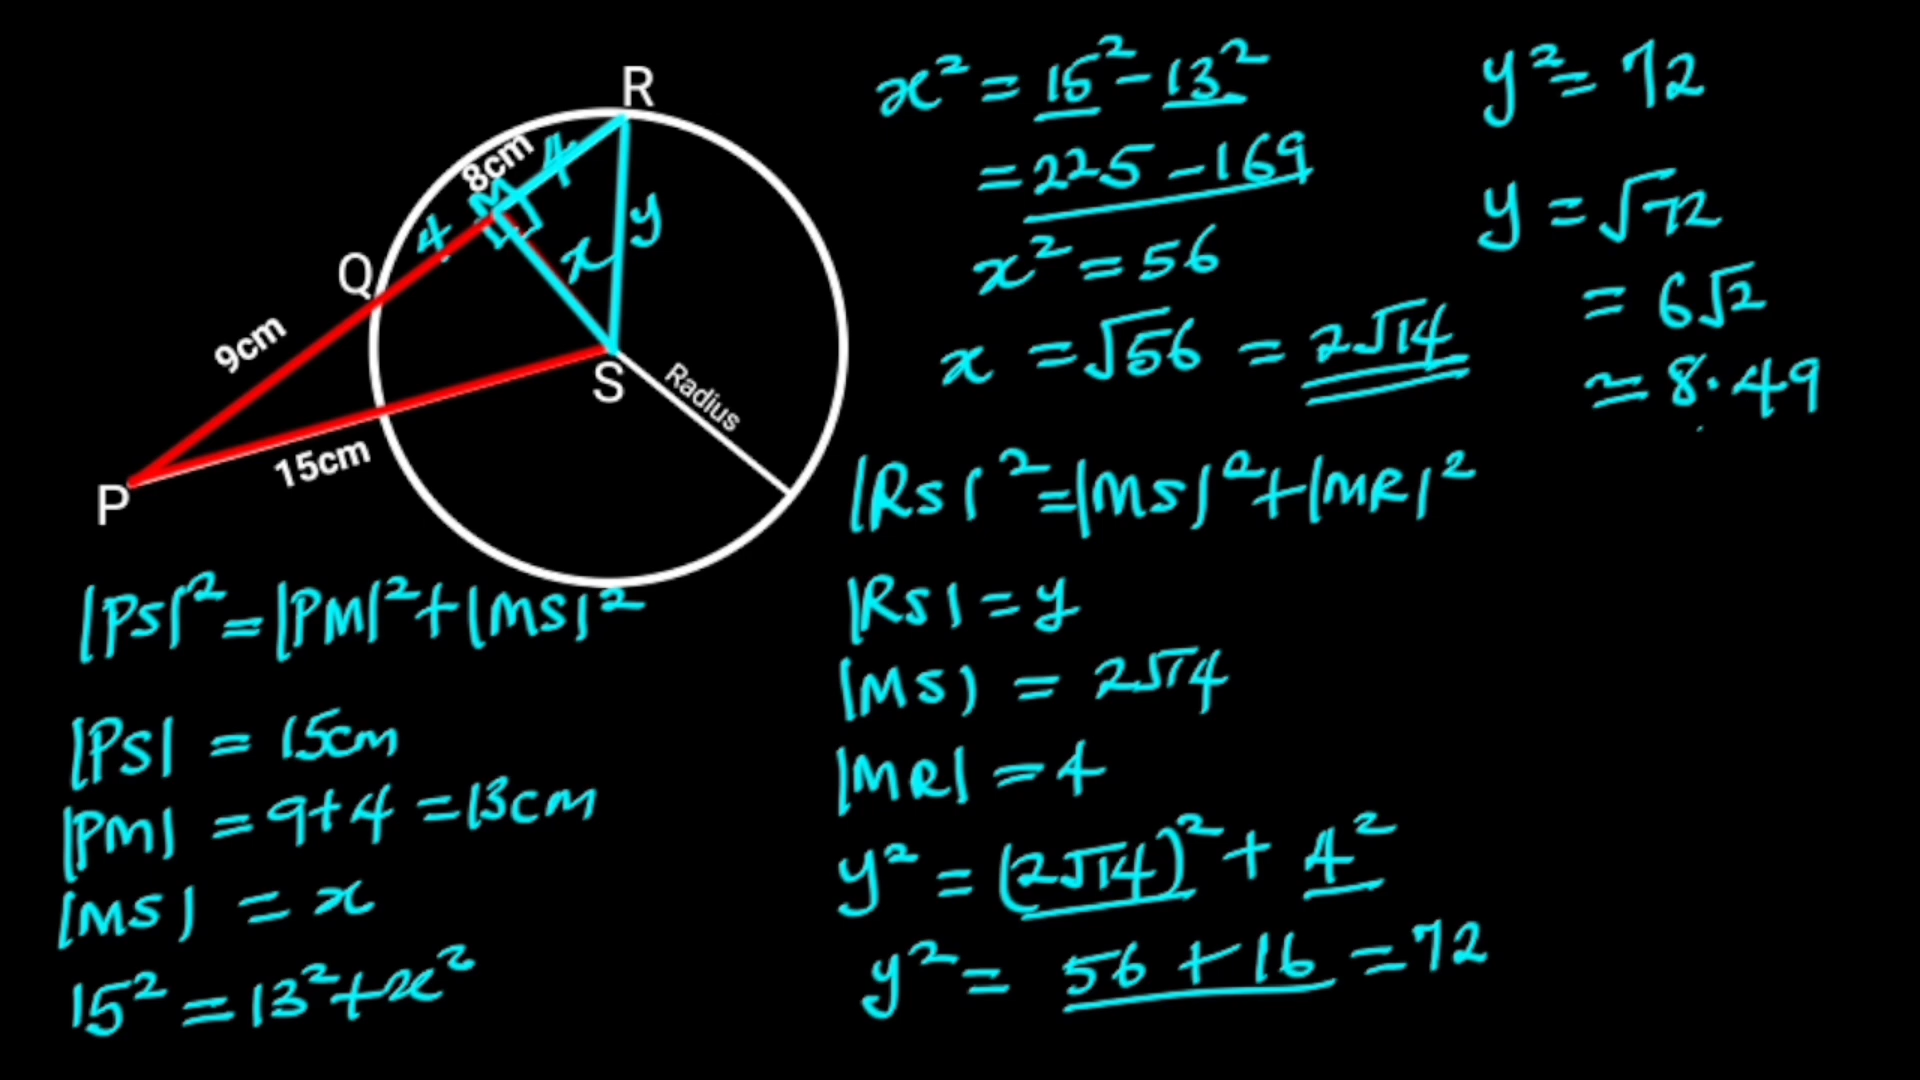 R
8cm
4
M
4
x
y
Q
9cm
S
Radius
15cm
P
|PS|² = |PM|² + |MS|²
|PS| = 15cm
|PM| = 9+4 = 13cm
|MS| = x
15² = 13² + x²
x² = 15² - 13²
= 225 - 169
x² = 56
x = √56 = 2√14
|RS|² = |MS|² + |MR|²
|RS| = y
|MS| = 2√14
|MR| = 4
y² = (2√14)² + 4²
y² = 56 + 16 = 72
y² = 72
y = √72
= 6√2
≃ 8.49